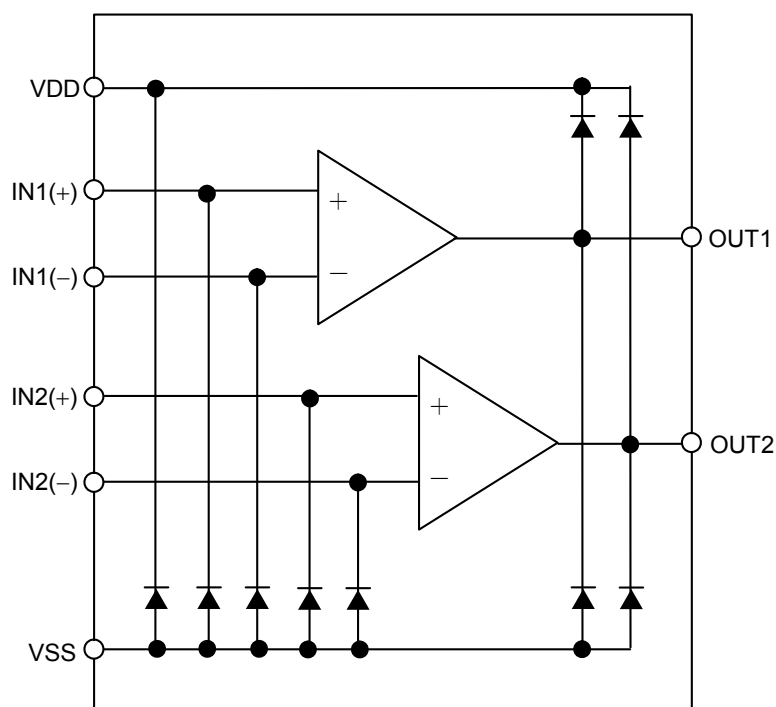 VDD
IN1(+)
+
OUT1
IN1(−)
−
IN2(+)
+
OUT2
IN2(−)
−
VSS